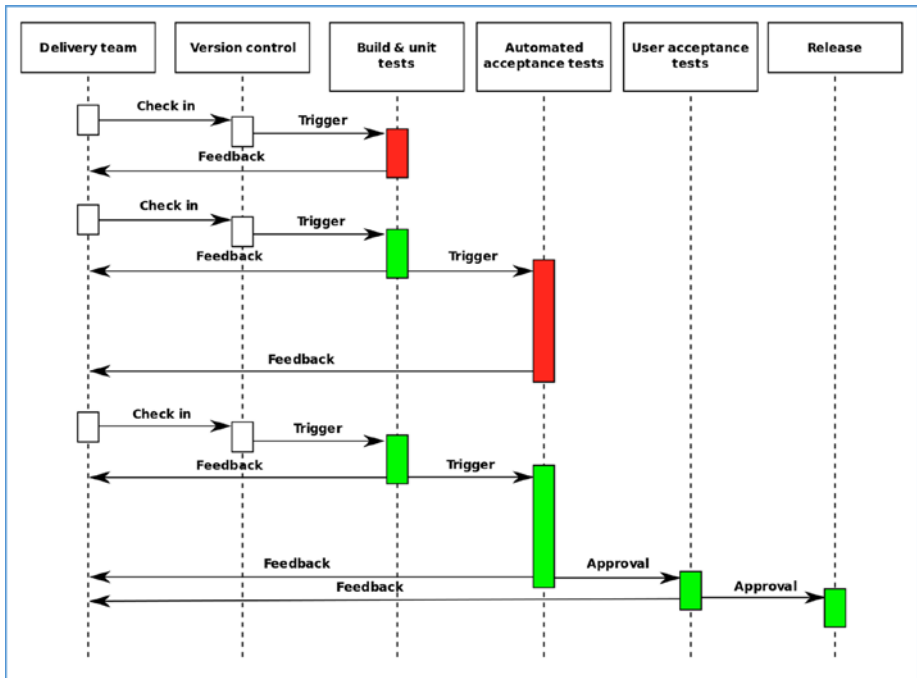 Delivery team
Version control
Build & unit
tests
Automated
acceptance tests
User acceptance
tests
Release
Check in
Trigger
Feedback
Check in
Trigger
Feedback
Trigger
Feedback
Check in
Trigger
Feedback
Trigger
Feedback
Approval
Feedback
Approval